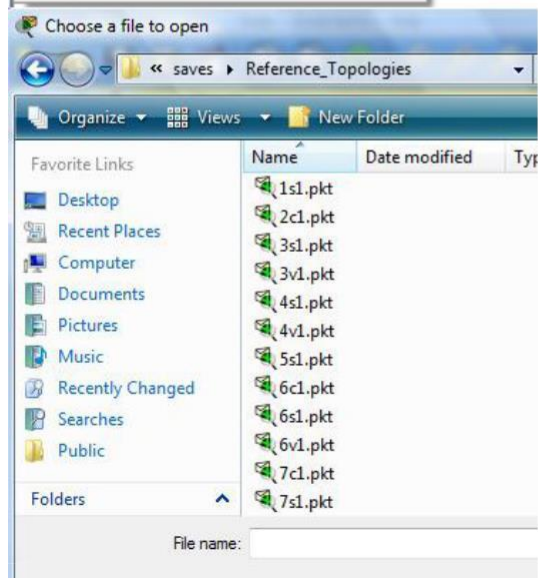 Choose a file to open
« saves Reference_Topologies
Organize Views New Folder
Favorite Links
Desktop
Recent Places
Computer
Documents
Pictures
Music
Recently Changed
Searches
Public
Folders
Name Date modified Typ
1s1.pkt
2c1.pkt
3s1.pkt
3v1.pkt
4s1.pkt
4v1.pkt
5s1.pkt
6c1.pkt
6s1.pkt
6v1.pkt
7c1.pkt
7s1.pkt
File name: